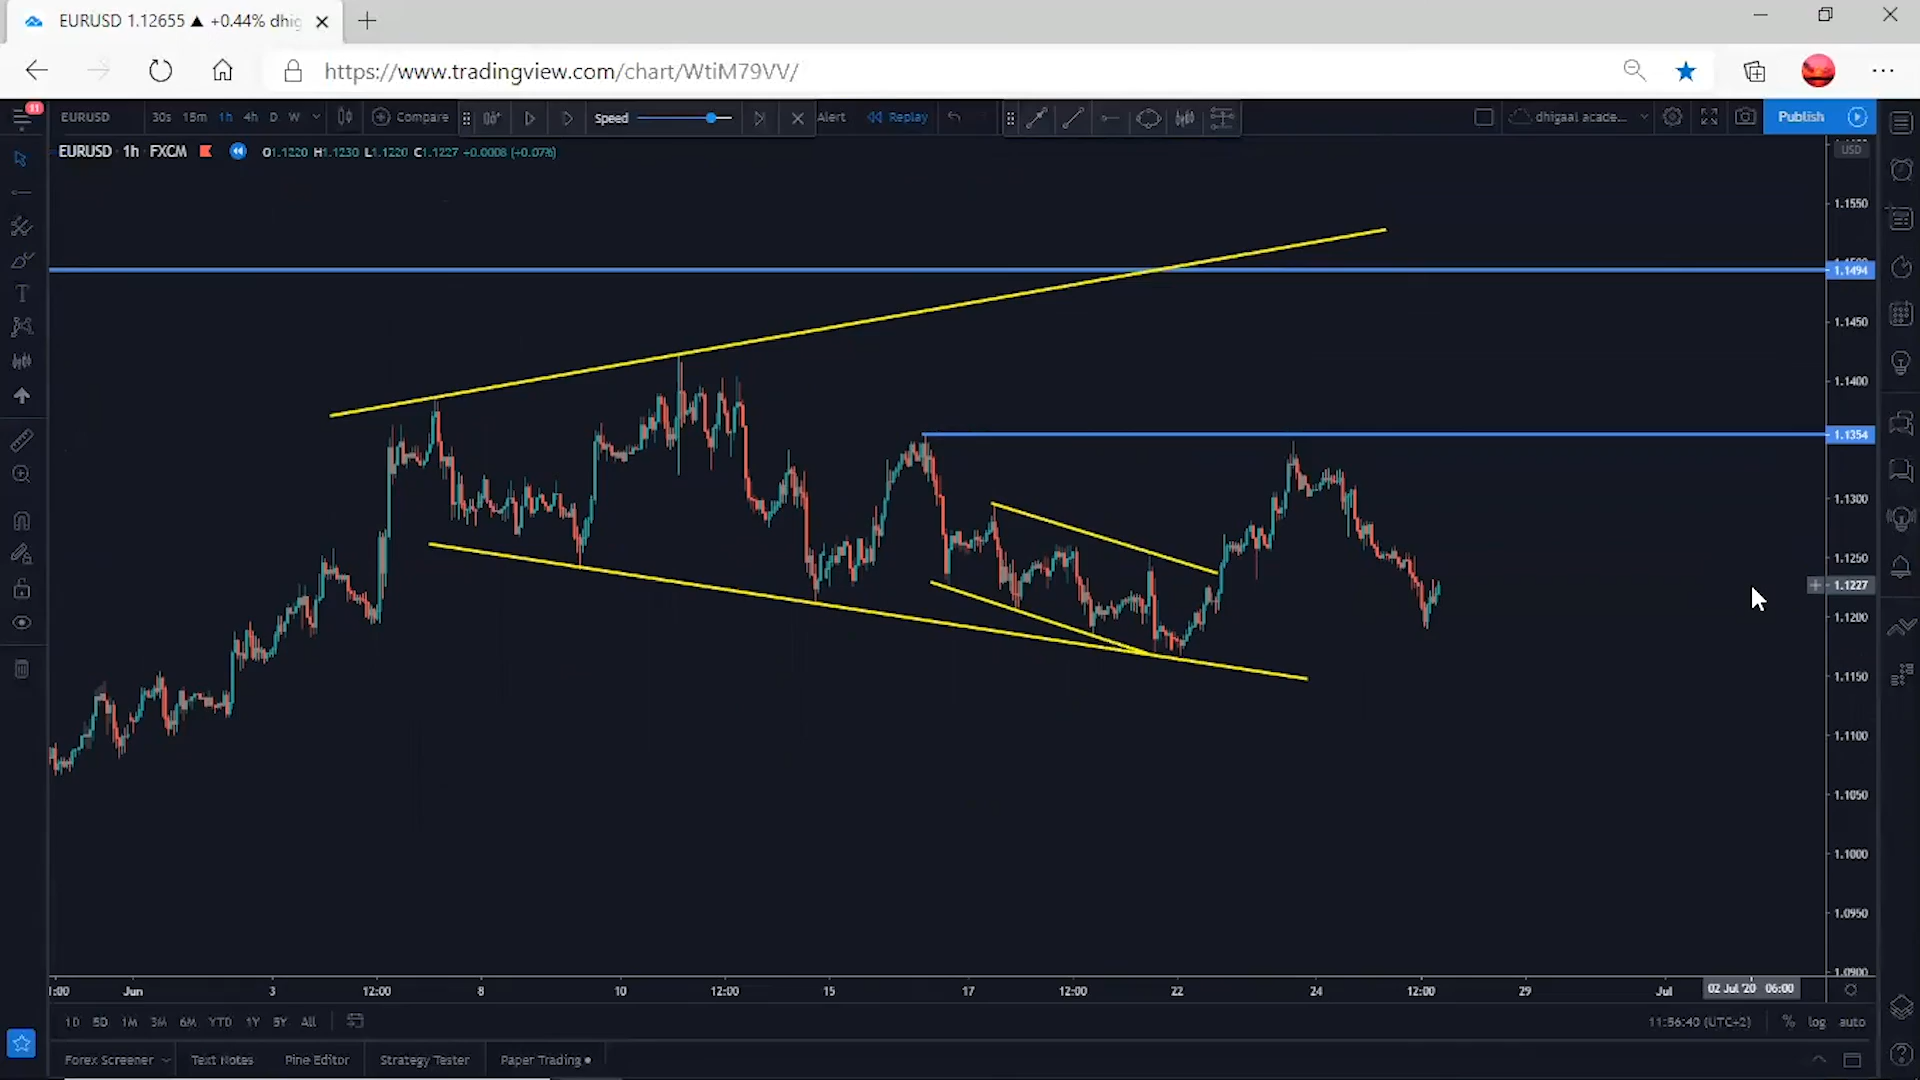 EURUSD 1.12655 ▲ +0.44% dhig
https://www.tradingview.com/chart/WtiM79VV/
11
EURUSD 30s 15m 1h 4h D W Compare Speed Alert Replay dhigaal acade... Publish
EURUSD · 1h · FXCM O1.1220 H1.1230 L1.1220 C1.1227 +0.0008 (+0.07%)
USD
1.1550
1.1494
1.1450
1.1400
1.1354
1.1300
1.1250
1.1227
1.1200
1.1150
1.1100
1.1050
1.1000
1.0950
1.0900
1:00 Jun 3 12:00 8 10 12:00 15 17 12:00 22 24 12:00 29 Jul 02 Jul '20 06:00
1D 5D 1M 3M 6M YTD 1Y 5Y All 11:56:40 (UTC+2) % log auto
Forex Screener Text Notes Pine Editor Strategy Tester Paper Trading